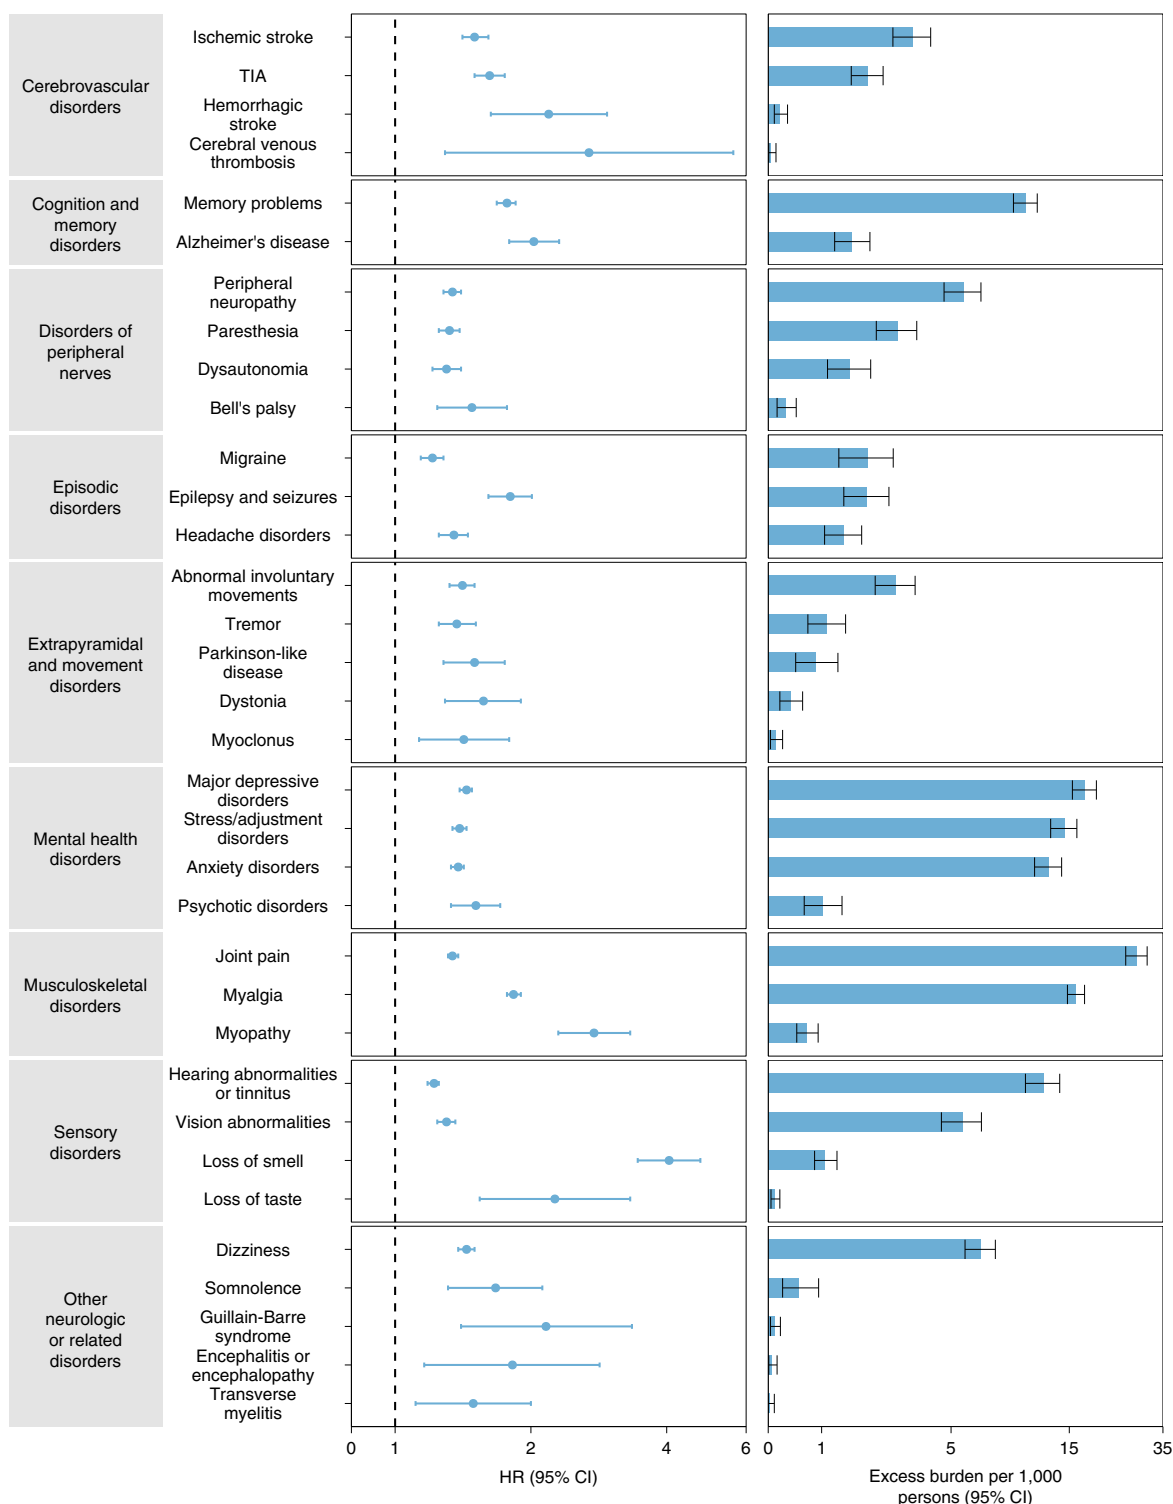 Cerebrovascular
disorders
Ischemic stroke
TIA
Hemorrhagic
stroke
Cerebral venous
thrombosis
Cognition and
memory
disorders
Memory problems
Alzheimer's disease
Disorders of
peripheral
nerves
Peripheral
neuropathy
Paresthesia
Dysautonomia
Bell's palsy
Episodic
disorders
Migraine
Epilepsy and seizures
Headache disorders
Extrapyramidal
and movement
disorders
Abnormal involuntary
movements
Tremor
Parkinson-like
disease
Dystonia
Myoclonus
Mental health
disorders
Major depressive
disorders
Stress/adjustment
disorders
Anxiety disorders
Psychotic disorders
Musculoskeletal
disorders
Joint pain
Myalgia
Myopathy
Sensory
disorders
Hearing abnormalities
or tinnitus
Vision abnormalities
Loss of smell
Loss of taste
Other
neurologic
or related
disorders
Dizziness
Somnolence
Guillain-Barre
syndrome
Encephalitis or
encephalopathy
Transverse
myelitis
0 1 2 4 6
HR (95% CI)
0 1 5 15 35
Excess burden per 1,000
persons (95% CI)